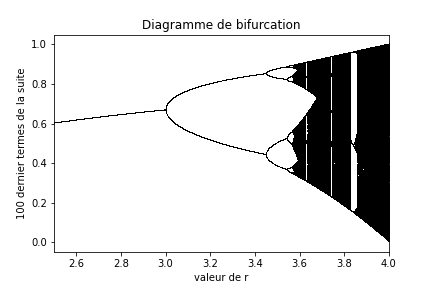 Diagramme de bifurcation
100 dernier termes de la suite
1.0
0.8
0.6
0.4
0.2
0.0
2.6 2.8 3.0 3.2 3.4 3.6 3.8 4.0
valeur de r